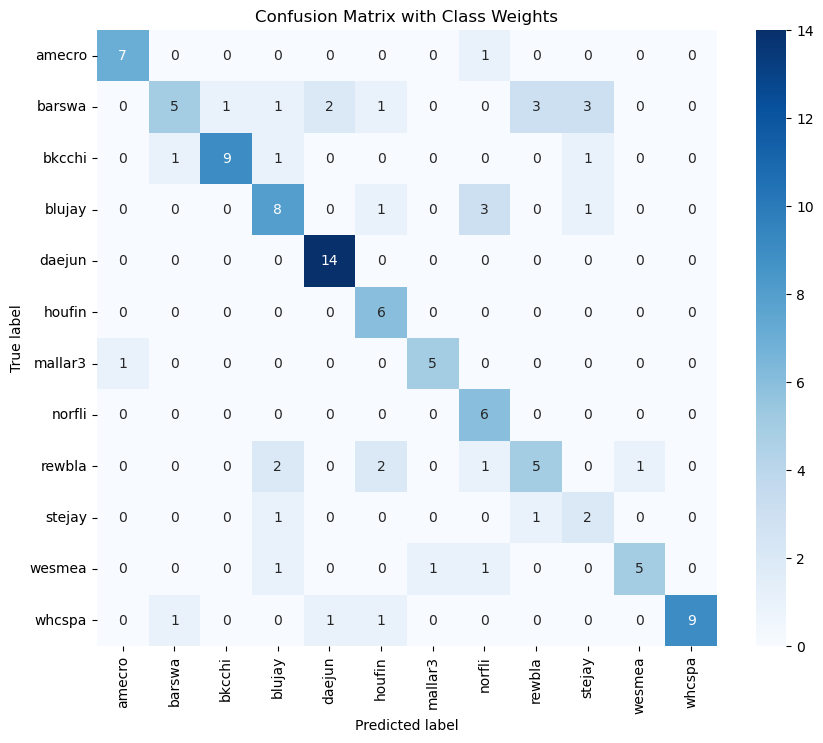 Confusion Matrix with Class Weights
amecro 7 0 0 0 0 0 0 1 0 0 0 0
barswa 0 5 1 1 2 1 0 0 3 3 0 0
bkcchi 0 1 9 1 0 0 0 0 0 1 0 0
blujay 0 0 0 8 0 1 0 3 0 1 0 0
daejun 0 0 0 0 14 0 0 0 0 0 0 0
houfin 0 0 0 0 0 6 0 0 0 0 0 0
mallar3 1 0 0 0 0 0 5 0 0 0 0 0
norfli 0 0 0 0 0 0 0 6 0 0 0 0
rewbla 0 0 0 2 0 2 0 1 5 0 1 0
stejay 0 0 0 1 0 0 0 0 1 2 0 0
wesmea 0 0 0 1 0 0 1 1 0 0 5 0
whcspa 0 1 0 0 1 1 0 0 0 0 0 9
amecro barswa bkcchi blujay daejun houfin mallar3 norfli rewbla stejay wesmea whcspa
Predicted label
True label
14
12
10
8
6
4
2
0